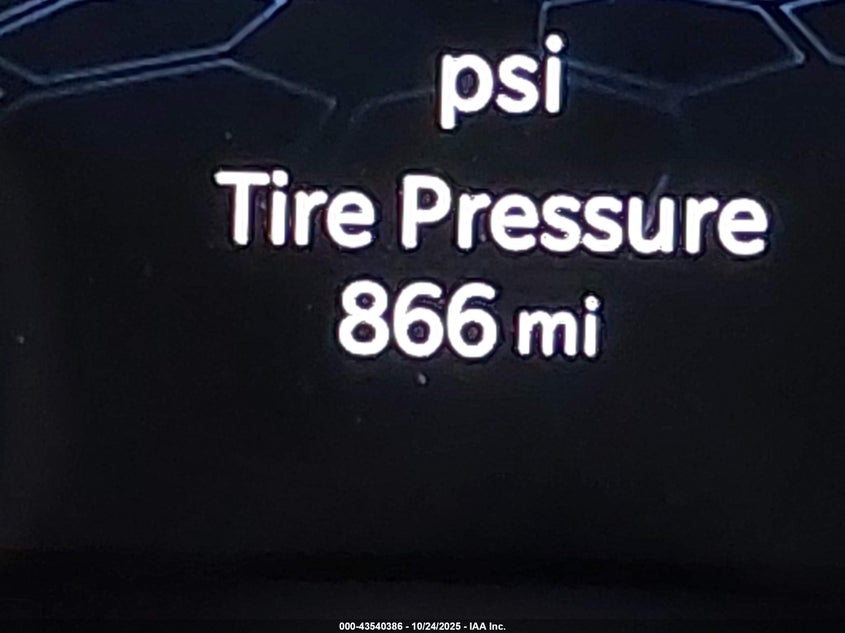 psi
Tire Pressure
866 mi
000-43540386 - 10/24/2025 - IAA Inc.